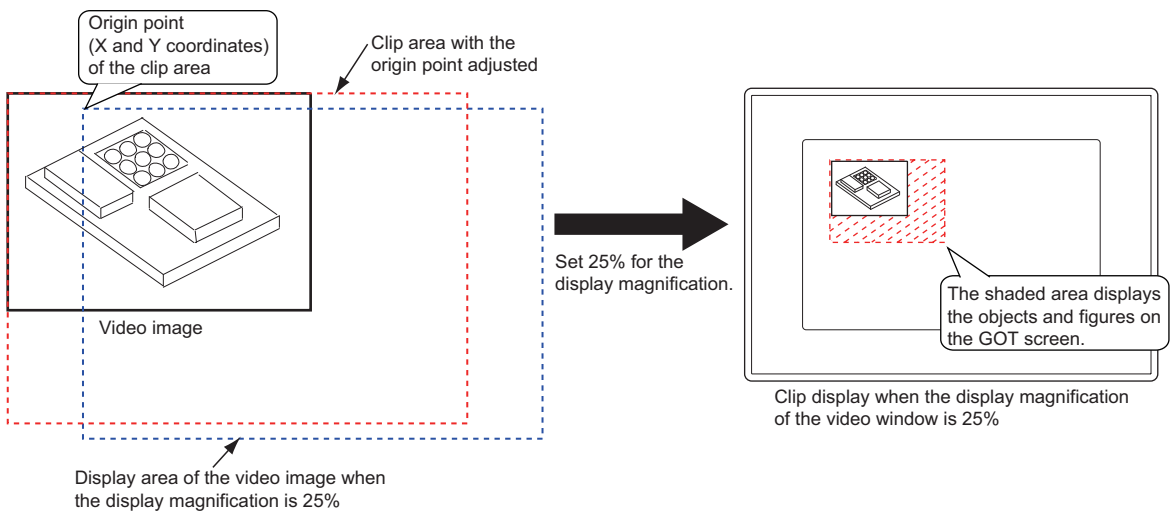 Origin point
(X and Y coordinates)
of the clip area
Clip area with the
origin point adjusted
Video image
Display area of the video image when
the display magnification is 25%
Set 25% for the
display magnification.
The shaded area displays
the objects and figures on
the GOT screen.
Clip display when the display magnification
of the video window is 25%